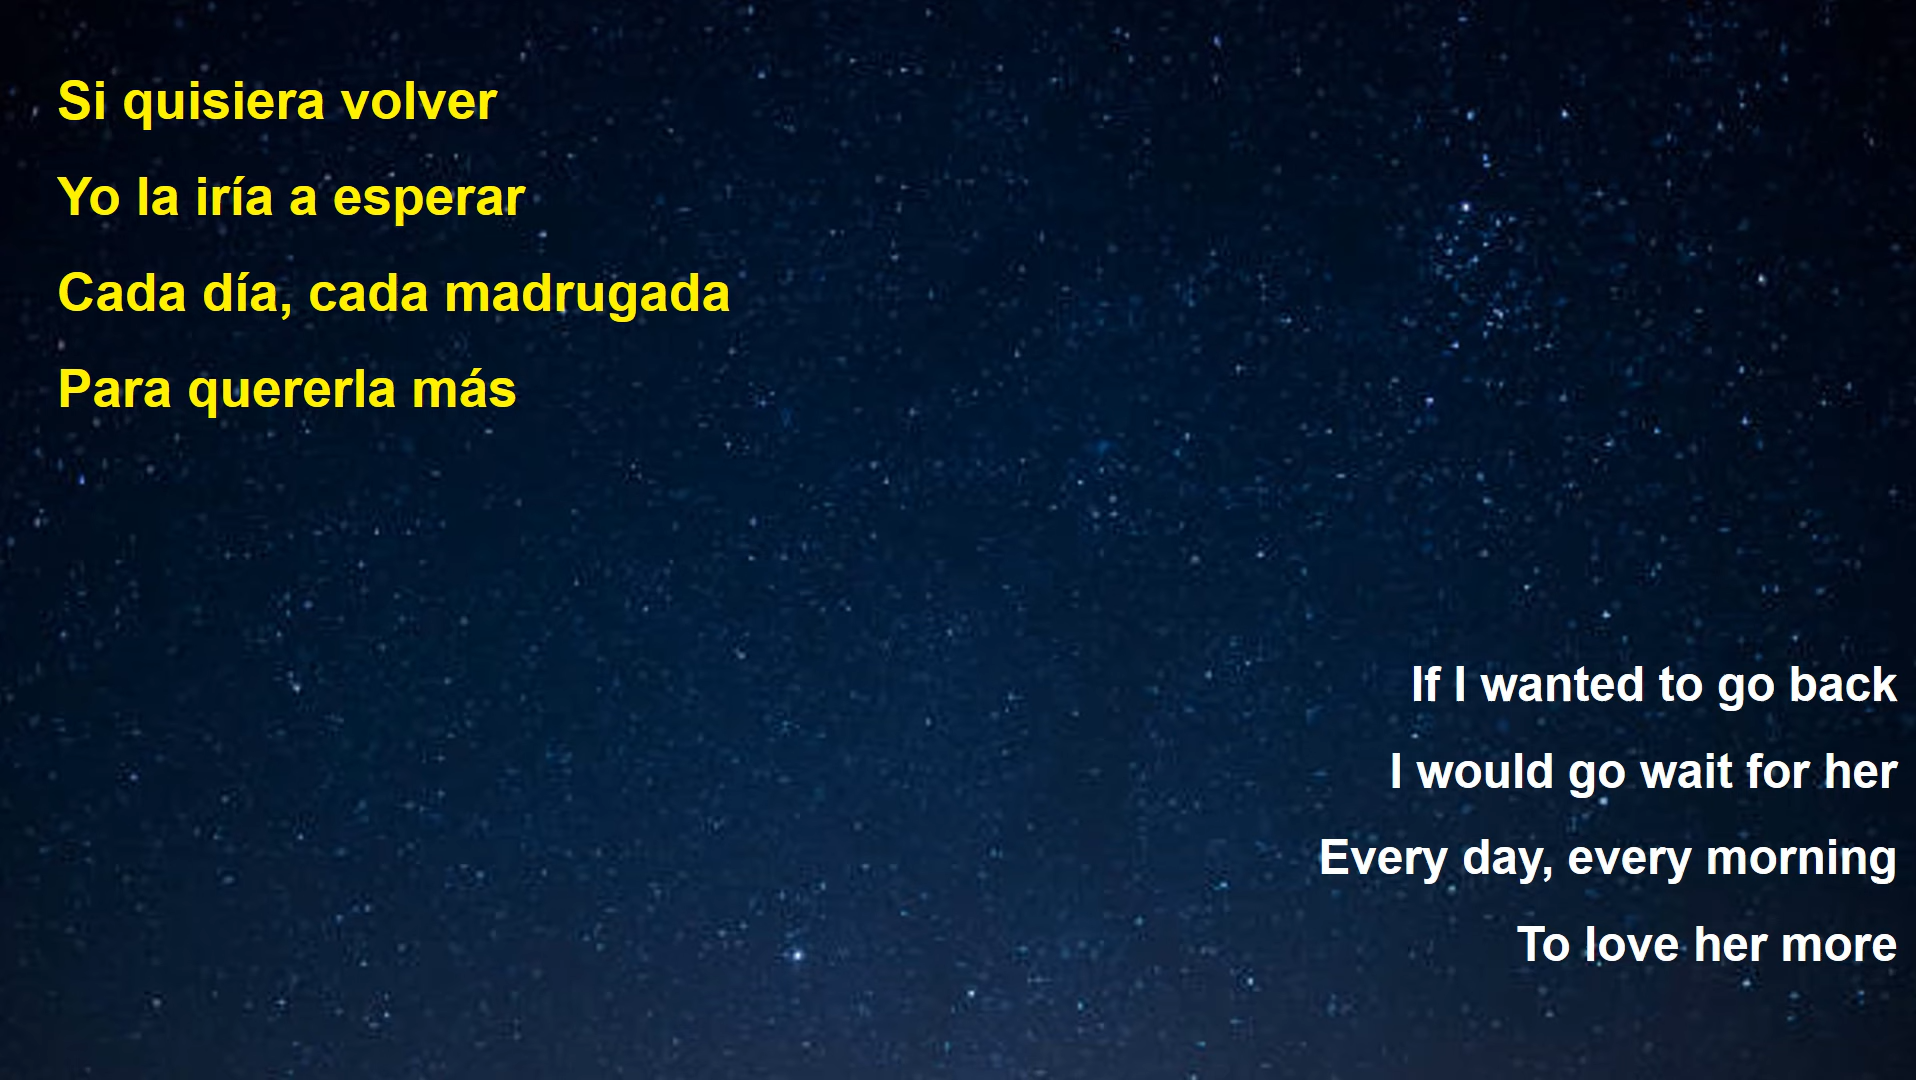 Si quisiera volver
Yo la iría a esperar
Cada día, cada madrugada
Para quererla más
If I wanted to go back
I would go wait for her
Every day, every morning
To love her more